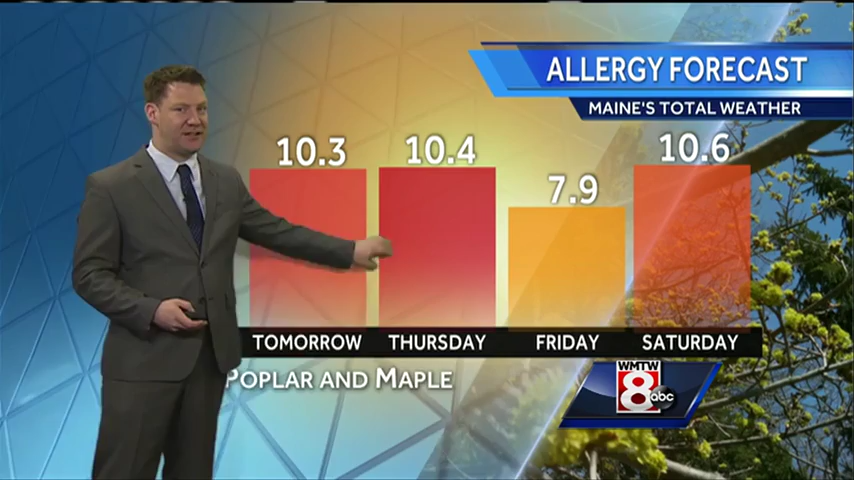 ALLERGY FORECAST
MAINE'S TOTAL WEATHER
10.3 10.4 7.9 10.6
TOMORROW THURSDAY FRIDAY SATURDAY
POPLAR AND MAPLE
WMTW
8 abc